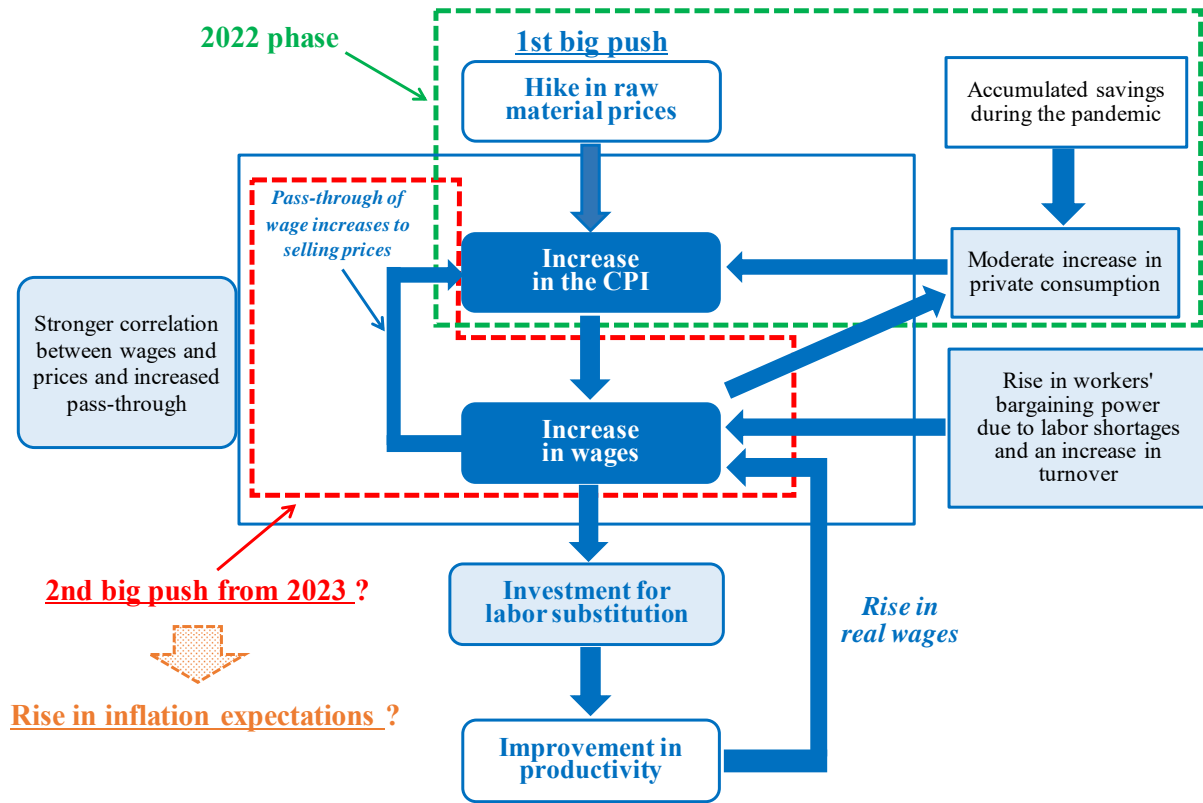 2022 phase
1st big push
Hike in raw
material prices
Accumulated savings
during the pandemic
Pass-through of
wage increases to
selling prices
Increase
in the CPI
Moderate increase in
private consumption
Stronger correlation
between wages and
prices and increased
pass-through
Increase
in wages
Rise in workers'
bargaining power
due to labor shortages
and an increase in
turnover
2nd big push from 2023 ?
Investment for
labor substitution
Rise in
real wages
Rise in inflation expectations ?
Improvement in
productivity